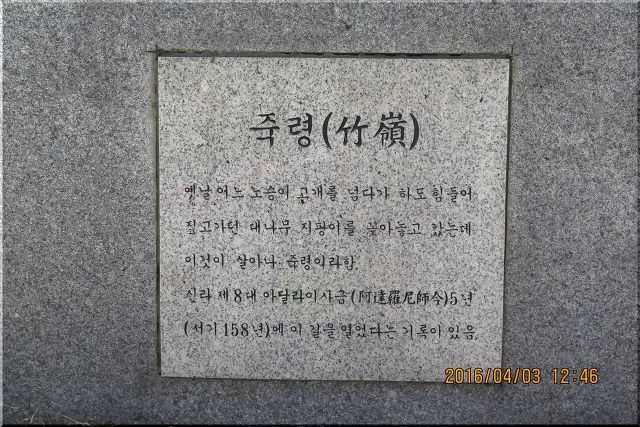 죽령(竹嶺)
옛날 어느 노승이 고개를 넘다가 하도 힘들어
짚고가던 대나무 지팡이를 꽂아놓고 갔는데
이것이 살아나 죽령이라함.
신라 제8대 아달라이사금(阿達羅尼師今)5년
(서기 158년)에 이 길을 열었다는 기록이 있음.
2016/04/03 12:46